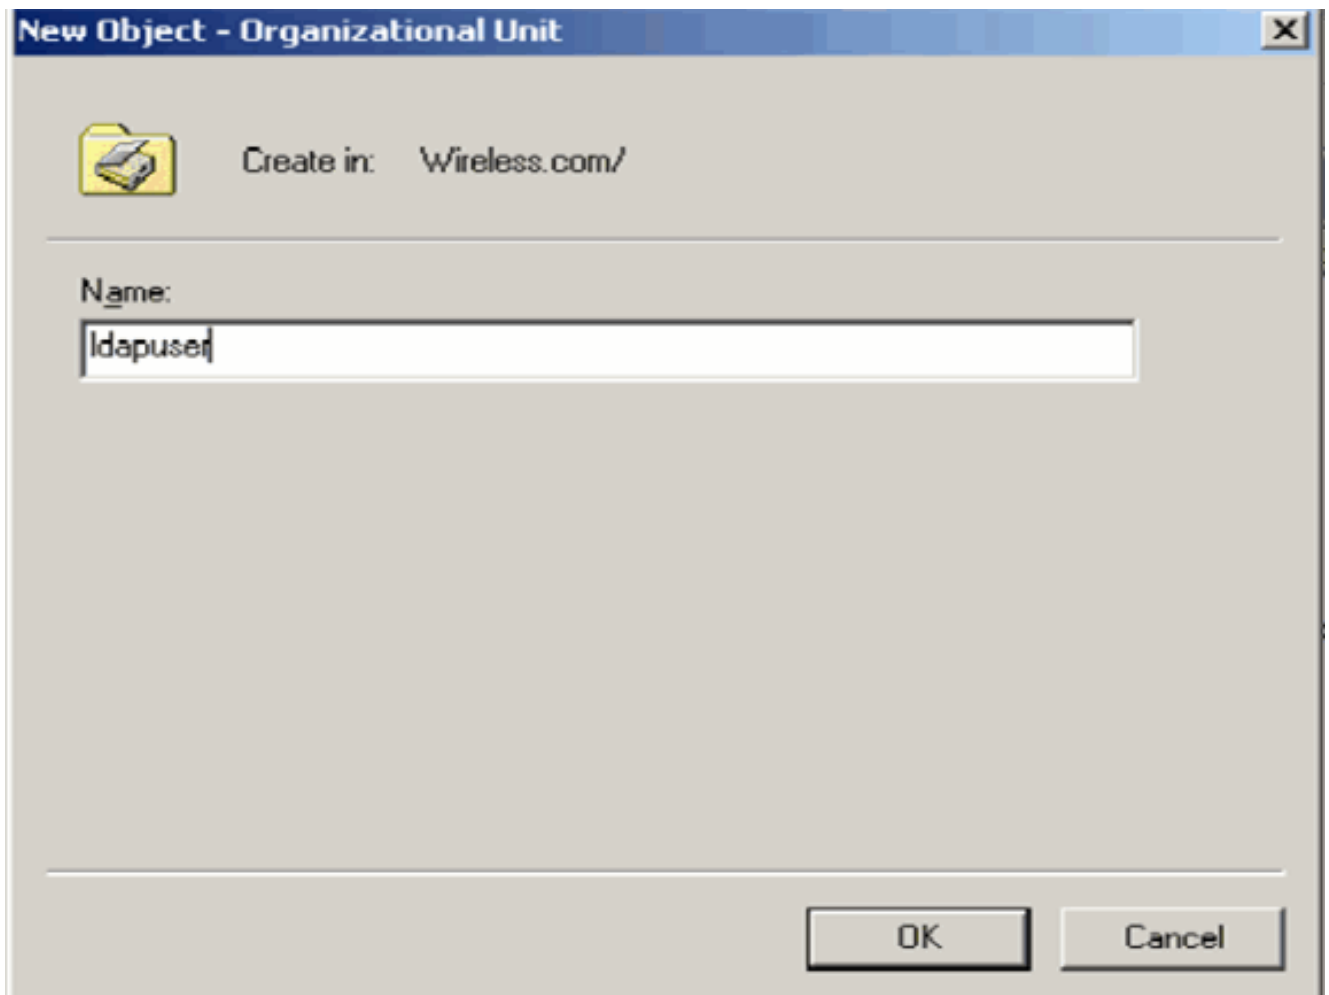 New Object - Organizational Unit
Create in: Wireless.com/
Name:
ldapuser
OK Cancel